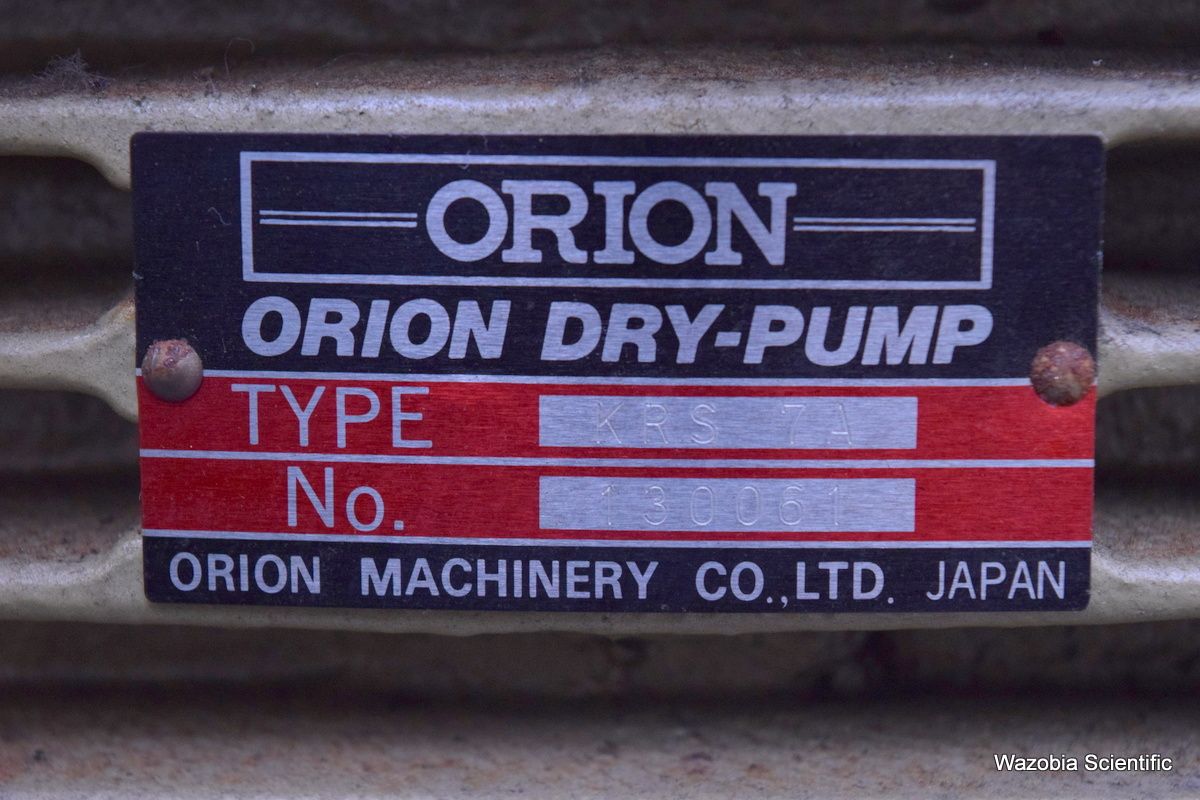 ORION
ORION DRY-PUMP
TYPE KRS 7A
No. 130061
ORION MACHINERY CO.,LTD. JAPAN
Wazobia Scientific